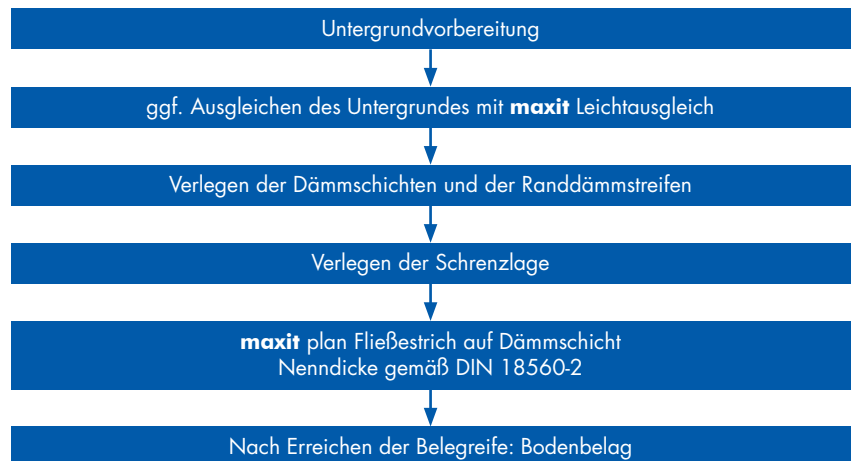 Untergrundvorbereitung
ggf. Ausgleichen des Untergrundes mit maxit Leichtausgleich
Verlegen der Dämmschichten und der Randdämmstreifen
Verlegen der Schrenzlage
maxit plan Fließestrich auf Dämmschicht
Nenndicke gemäß DIN 18560-2
Nach Erreichen der Belegreife: Bodenbelag